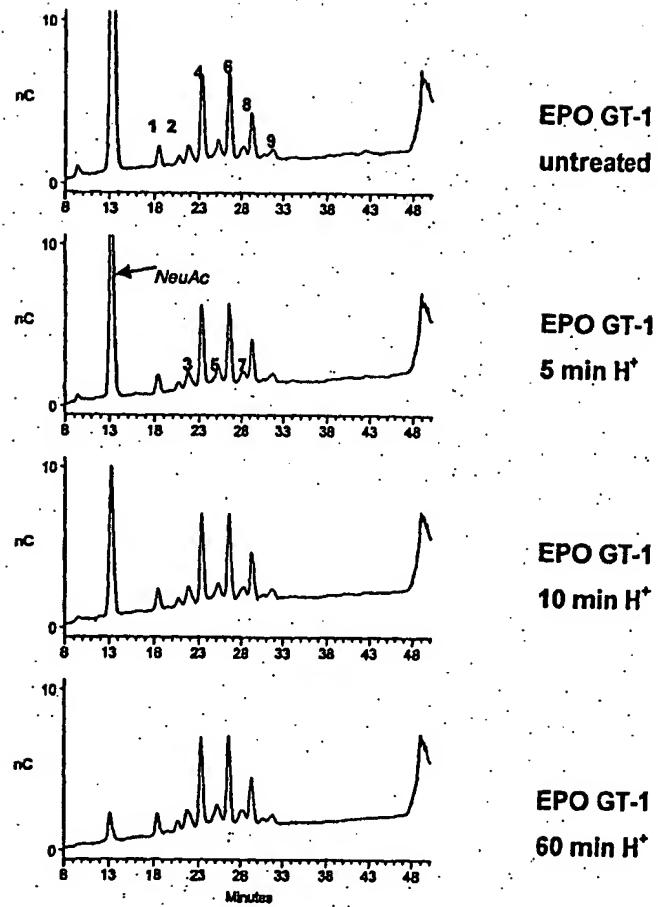 10
nC
0
1 2 4 6 8 9
8 13 18 23 28 33 38 43 48
EPO GT-1
untreated
10
NeuAc
nC
3 5 7
0
8 13 18 23 28 33 38 43 48
EPO GT-1
5 min H⁺
10
nC
0
8 13 18 23 28 33 38 43 48
EPO GT-1
10 min H⁺
10
nC
0
8 13 18 23 28 33 38 43 48
Minutes
EPO GT-1
60 min H⁺